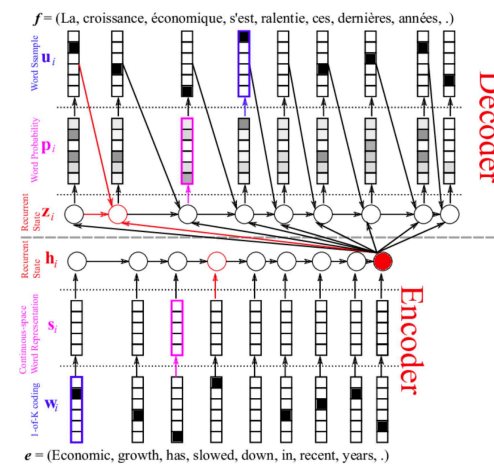 f = (La, croissance, économique, s'est, ralentie, ces, dernières, années, .)
Word Ssample
u_i
Word Probability
p_i
Recurrent State
z_i
Decoder
Recurrent State
h_i
Continuous-space Word Representation
s_i
1-of-K coding
w_i
Encoder
e = (Economic, growth, has, slowed, down, in, recent, years, .)